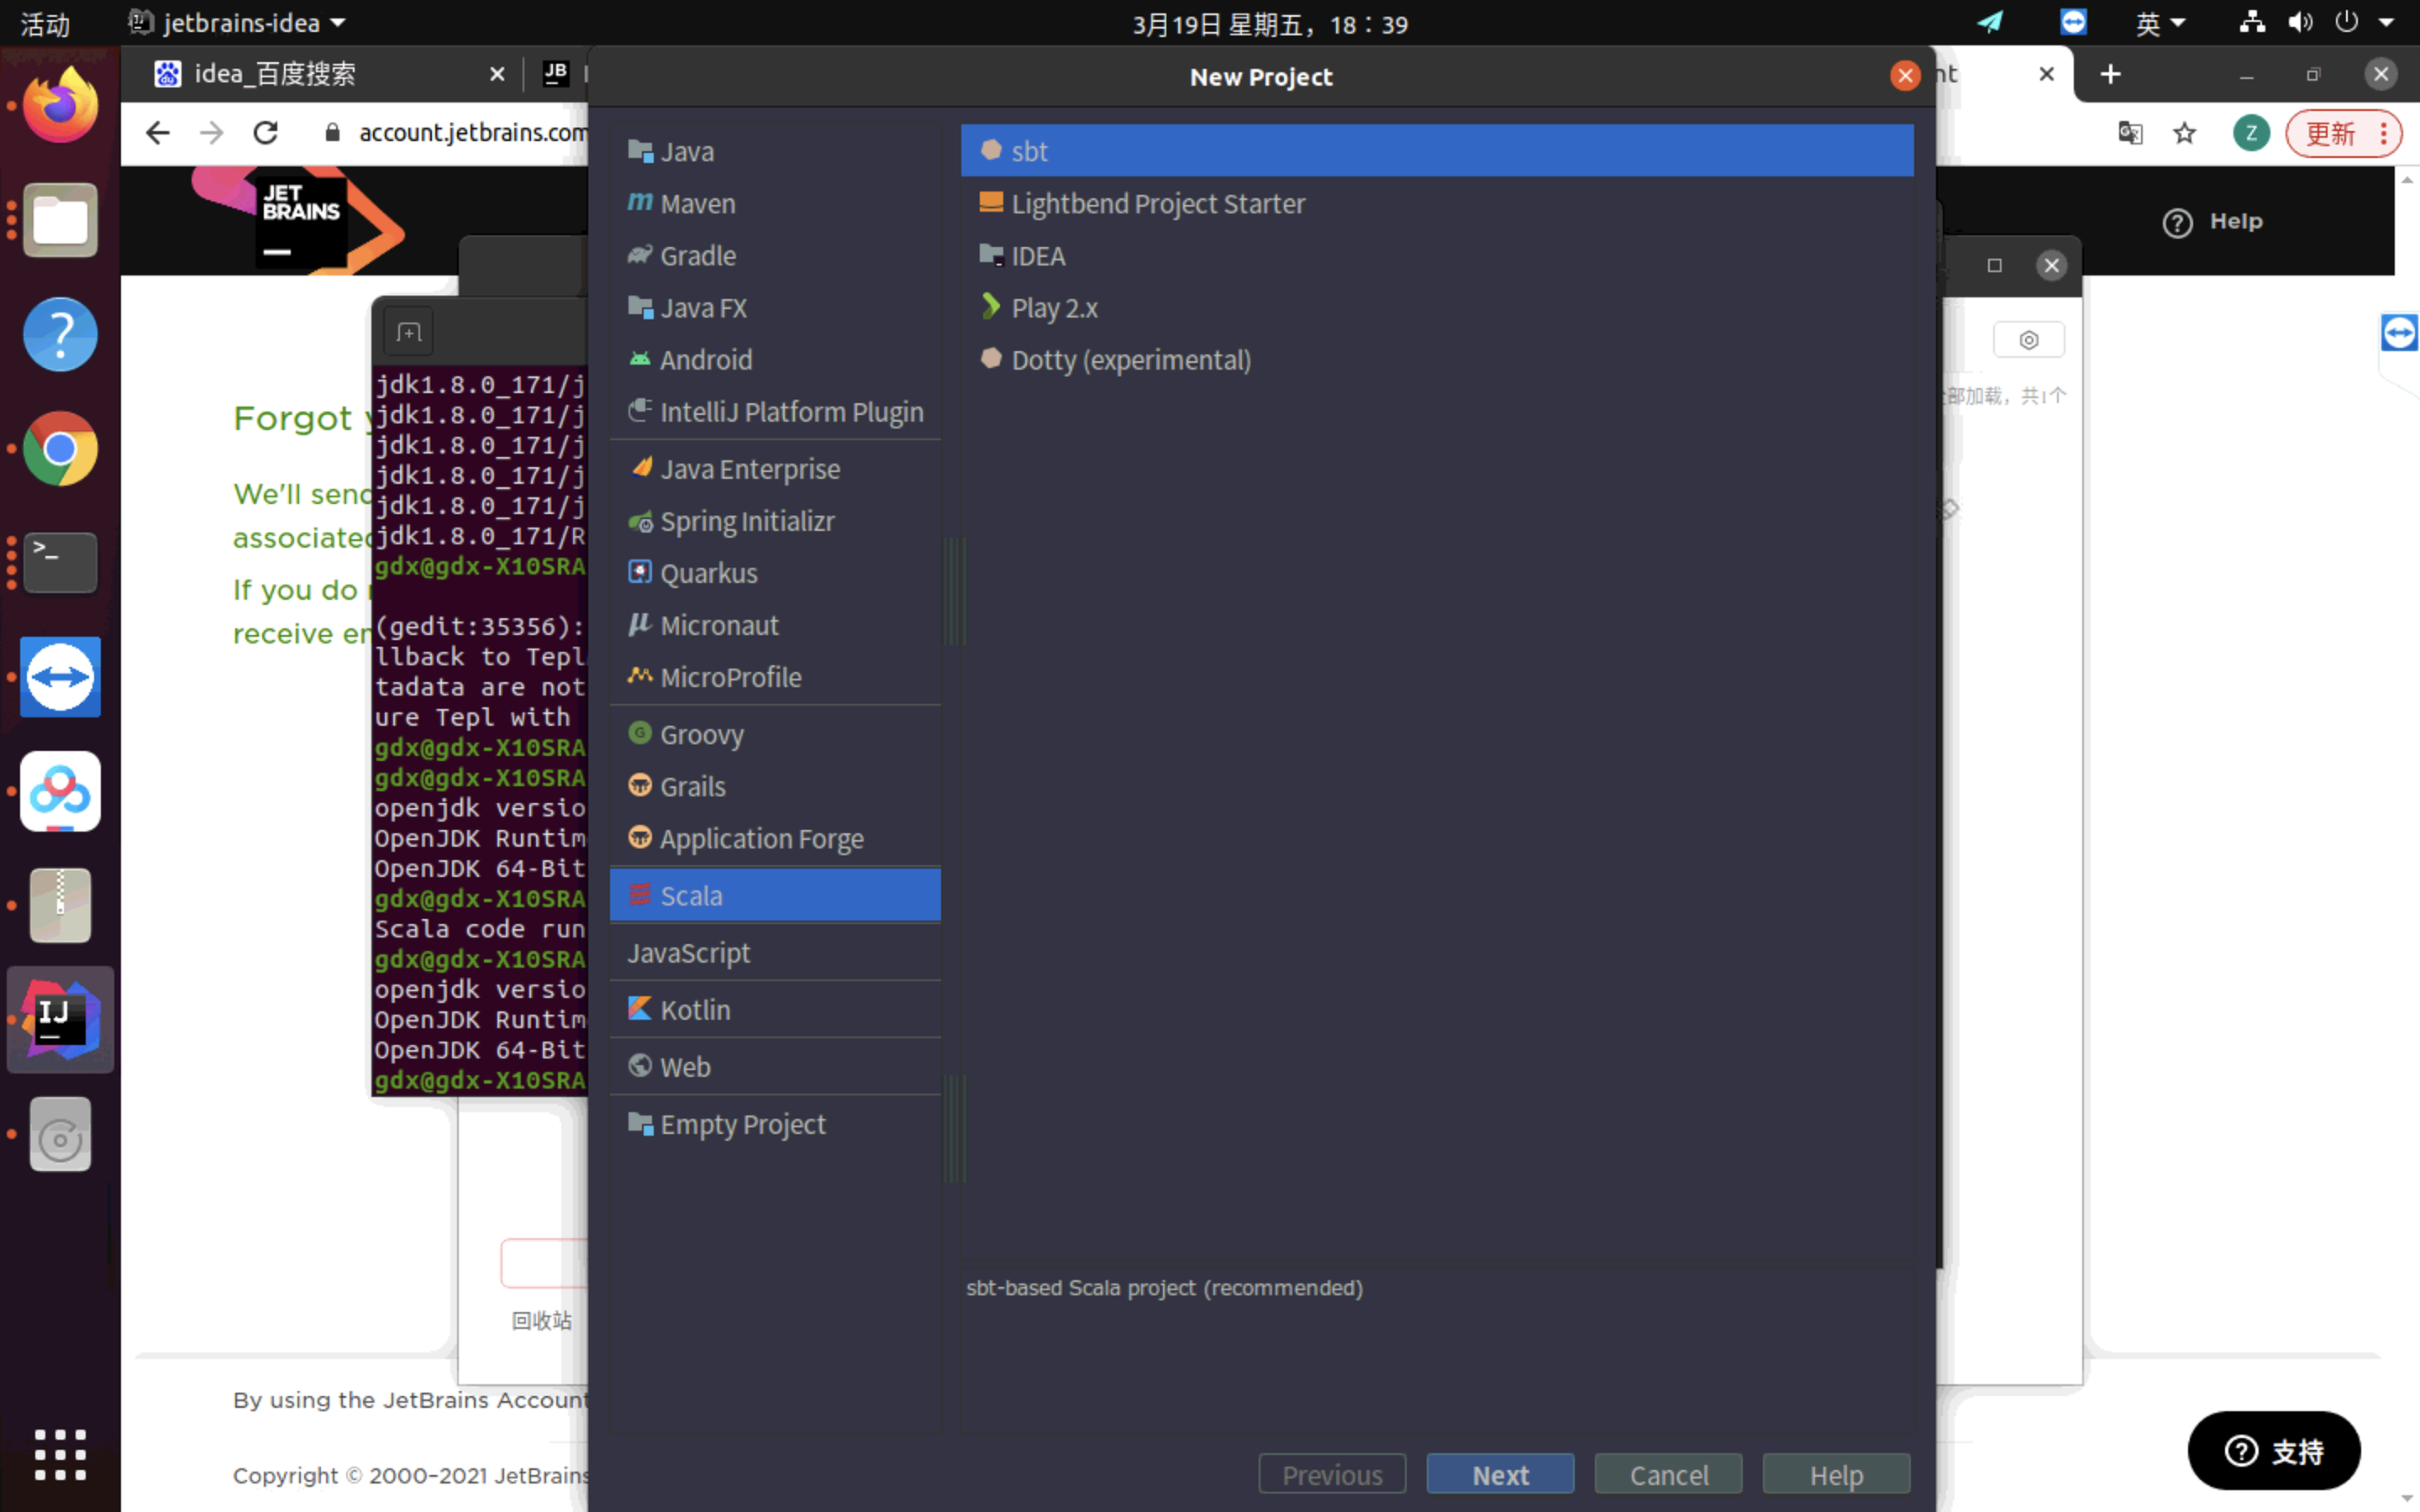 活动
jetbrains-idea
3月19日 星期五，18：39
英
idea_百度搜索
JB
New Project
nt
account.jetbrains.com
Z
更新
JET
BRAINS
Help
Forgot y
We'll send
associated
If you do
receive em
部加载，共1个
jdk1.8.0_171/j
jdk1.8.0_171/j
jdk1.8.0_171/j
jdk1.8.0_171/j
jdk1.8.0_171/j
jdk1.8.0_171/R
gdx@gdx-X10SRA
(gedit:35356):
llback to Tepl
tadata are not
ure Tepl with
gdx@gdx-X10SRA
gdx@gdx-X10SRA
openjdk versio
OpenJDK Runtim
OpenJDK 64-Bit
gdx@gdx-X10SRA
Scala code run
gdx@gdx-X10SRA
openjdk versio
OpenJDK Runtim
OpenJDK 64-Bit
gdx@gdx-X10SRA
Java
Maven
Gradle
Java FX
Android
IntelliJ Platform Plugin
Java Enterprise
Spring Initializr
Quarkus
Micronaut
MicroProfile
Groovy
Grails
Application Forge
Scala
JavaScript
Kotlin
Web
Empty Project
sbt
Lightbend Project Starter
IDEA
Play 2.x
Dotty (experimental)
sbt-based Scala project (recommended)
回收站
By using the JetBrains Account
Copyright © 2000–2021 JetBrains
Previous
Next
Cancel
Help
支持
IJ